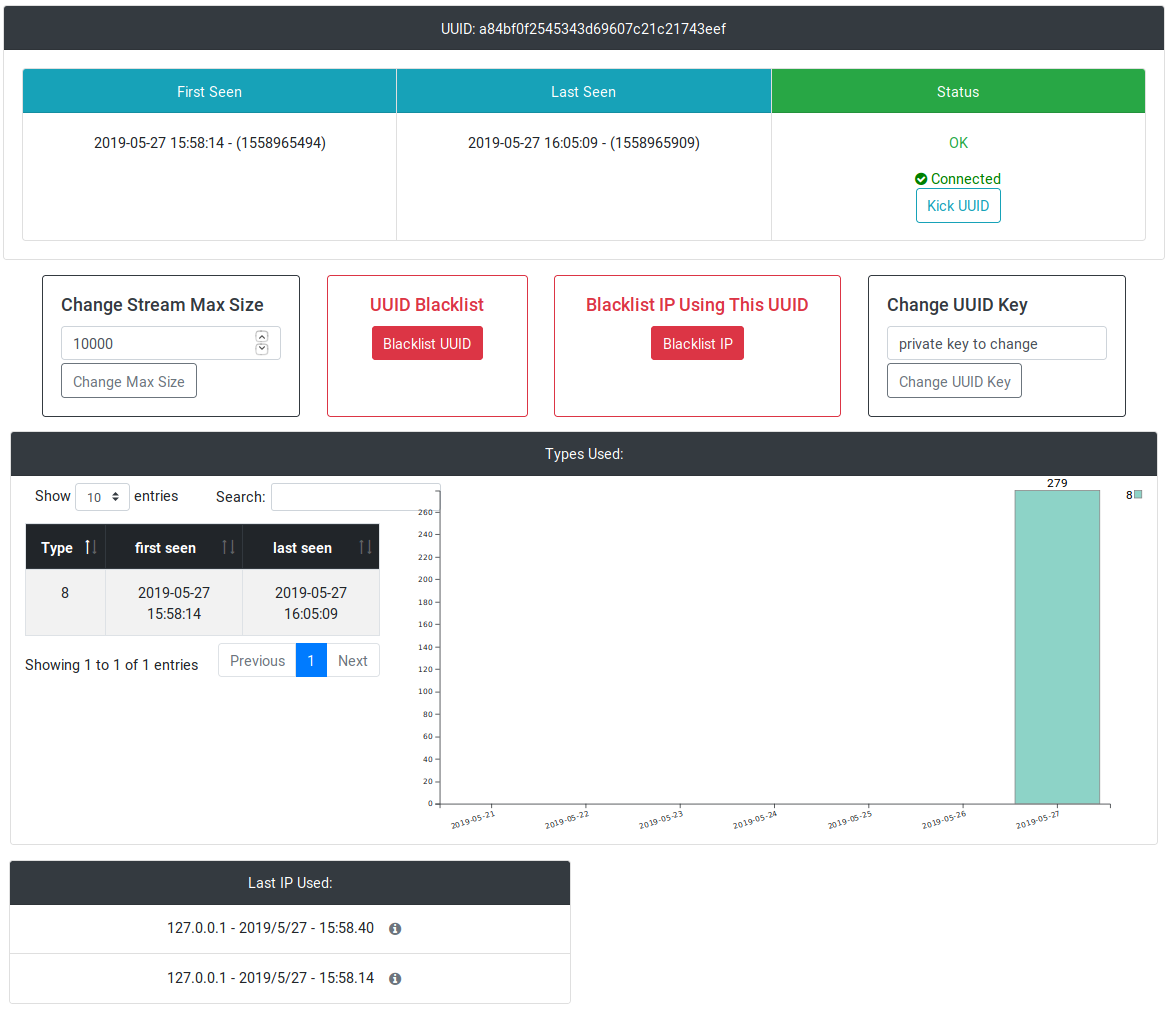 UUID: a84bf0f2545343d69607c21c21743eef
First Seen
Last Seen
Status
2019-05-27 15:58:14 - (1558965494)
2019-05-27 16:05:09 - (1558965909)
OK
Connected
Kick UUID
Change Stream Max Size
10000
Change Max Size
UUID Blacklist
Blacklist UUID
Blacklist IP Using This UUID
Blacklist IP
Change UUID Key
private key to change
Change UUID Key
Types Used:
Show 10 entries
Search:
Type
first seen
last seen
8
2019-05-27
15:58:14
2019-05-27
16:05:09
Showing 1 to 1 of 1 entries
Previous
1
Next
279
8
260
240
220
200
180
160
140
120
100
80
60
40
20
0
2019-05-21
2019-05-22
2019-05-23
2019-05-24
2019-05-25
2019-05-26
2019-05-27
Last IP Used:
127.0.0.1 - 2019/5/27 - 15:58.40
127.0.0.1 - 2019/5/27 - 15:58.14